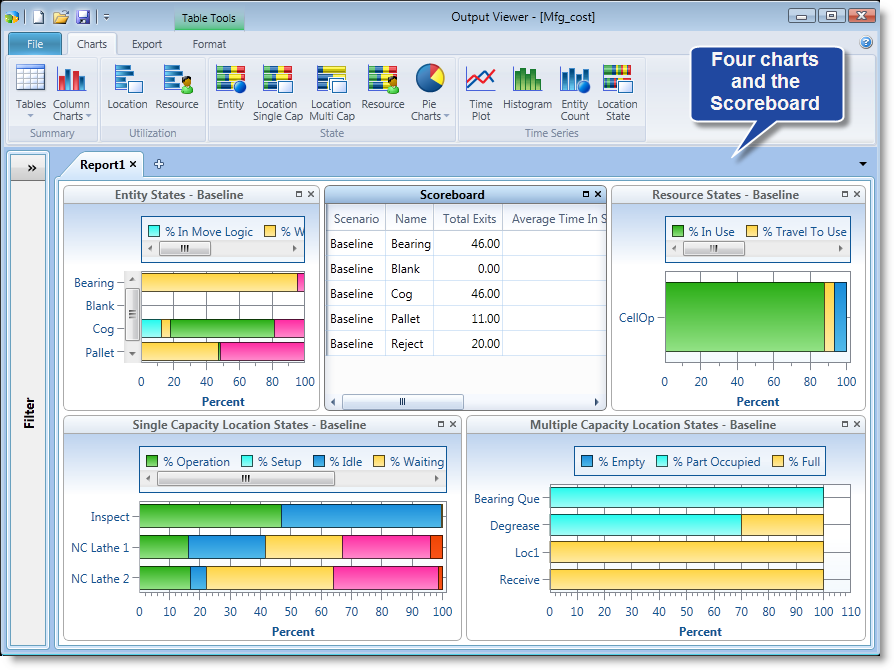 Table Tools
Output Viewer - [Mfg_cost]
File
Charts
Export
Format
Tables
Column Charts
Summary
Location
Resource
Utilization
Entity
Location Single Cap
Location Multi Cap
Resource
Pie Charts
State
Time Plot
Histogram
Entity Count
Location State
Time Series
Four charts
and the
Scoreboard
»
Filter
Report1
Entity States - Baseline
% In Move Logic
% W
Bearing
Blank
Cog
Pallet
0 20 40 60 80 100
Percent
Scoreboard
Scenario Name Total Exits Average Time In S
Baseline Bearing 46.00
Baseline Blank 0.00
Baseline Cog 46.00
Baseline Pallet 11.00
Baseline Reject 20.00
Resource States - Baseline
% In Use
% Travel To Use
CellOp
0 20 40 60 80 100
Percent
Single Capacity Location States - Baseline
% Operation
% Setup
% Idle
% Waiting
Inspect
NC Lathe 1
NC Lathe 2
0 10 20 30 40 50 60 70 80 90 100
Percent
Multiple Capacity Location States - Baseline
% Empty
% Part Occupied
% Full
Bearing Que
Degrease
Loc1
Receive
0 10 20 30 40 50 60 70 80 90 100 110
Percent